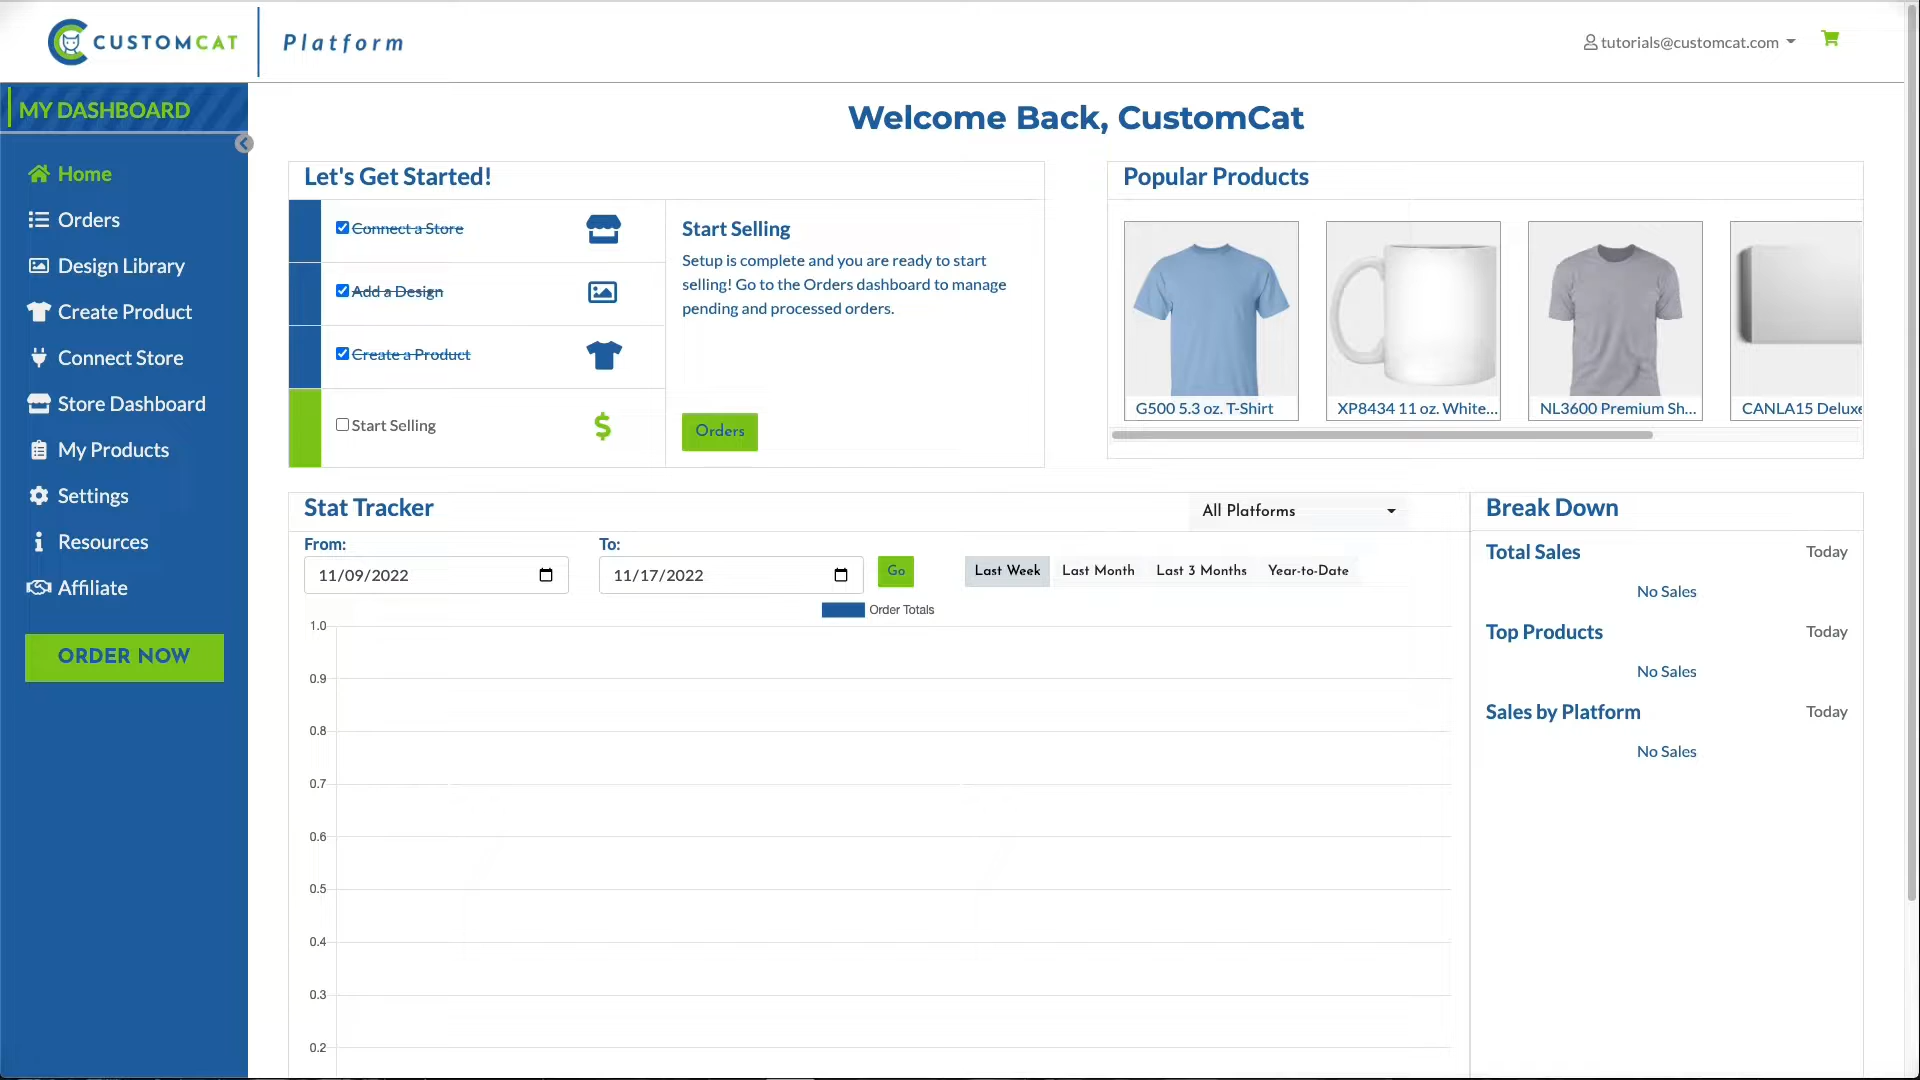 CUSTOMCAT
Platform
tutorials@customcat.com
MY DASHBOARD
Home
Orders
Design Library
Create Product
Connect Store
Store Dashboard
My Products
Settings
Resources
Affiliate
ORDER NOW
Welcome Back, CustomCat
Let's Get Started!
Connect a Store
Add a Design
Create a Product
Start Selling
$
Start Selling
Setup is complete and you are ready to start
selling! Go to the Orders dashboard to manage
pending and processed orders.
Orders
Popular Products
G500 5.3 oz. T-Shirt
XP8434 11 oz. White...
NL3600 Premium Sh...
CANLA15 Deluxe
Stat Tracker
All Platforms
From:
11/09/2022
To:
11/17/2022
Go
Last Week
Last Month
Last 3 Months
Year-to-Date
Order Totals
1.0
0.9
0.8
0.7
0.6
0.5
0.4
0.3
0.2
Break Down
Total Sales Today
No Sales
Top Products Today
No Sales
Sales by Platform Today
No Sales